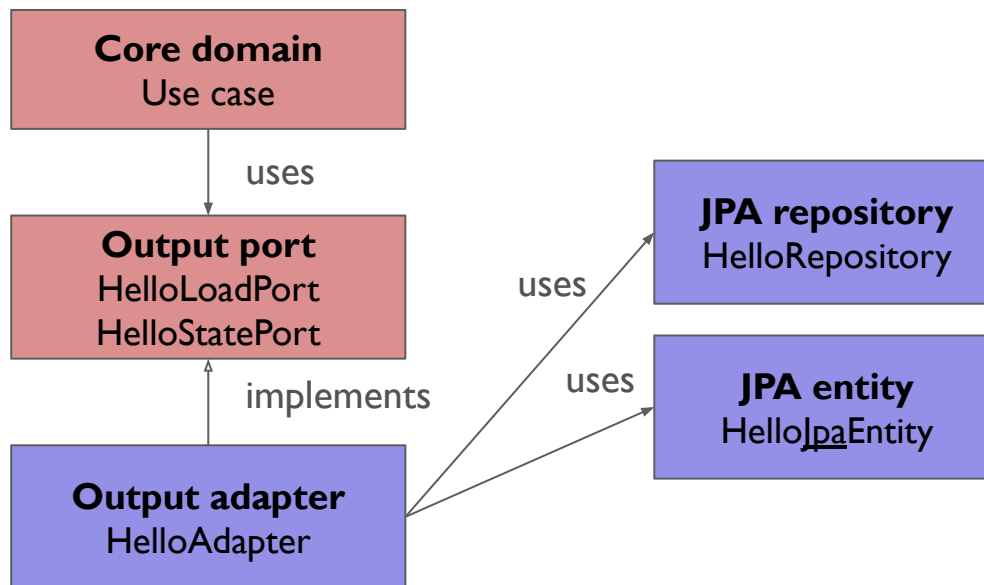 Core domain
Use case
uses
Output port
HelloLoadPort
HelloStatePort
implements
Output adapter
HelloAdapter
uses
JPA repository
HelloRepository
uses
JPA entity
HelloJpaEntity